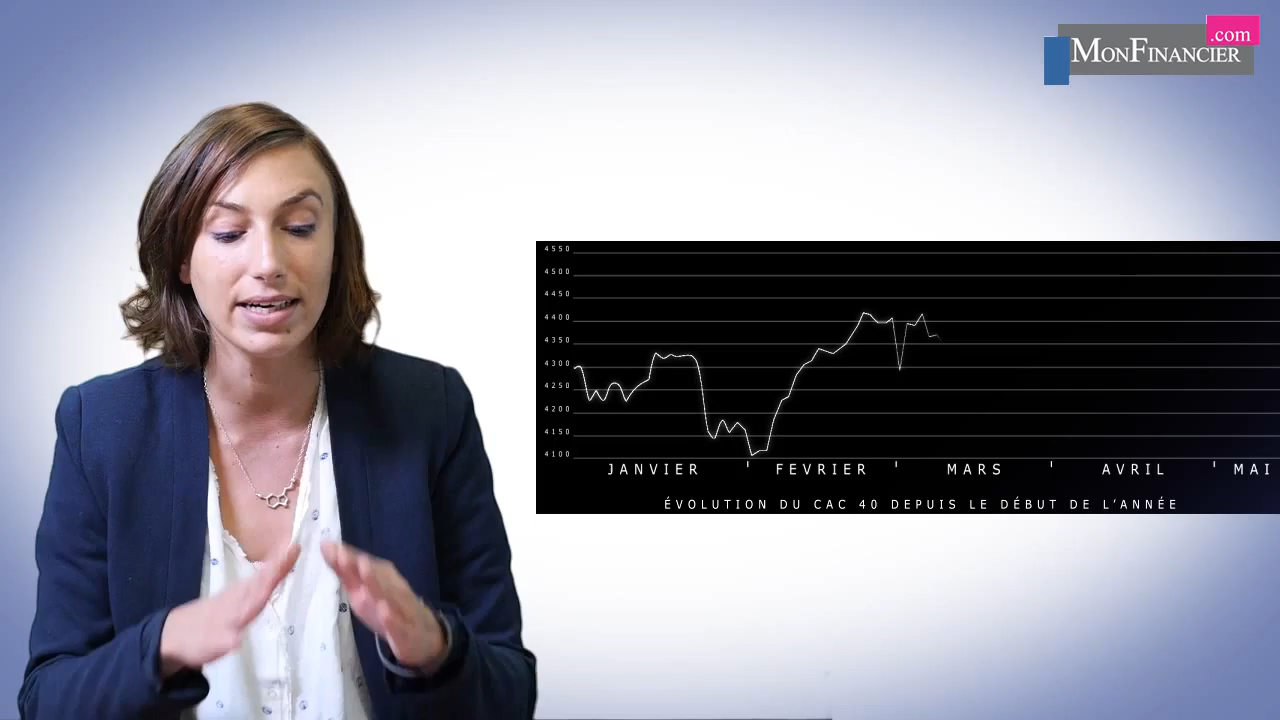 .com
MONFINANCIER
4550
4500
4450
4400
4350
4300
4250
4200
4150
4100
JANVIER ' FEVRIER ' MARS ' AVRIL ' MAI
ÉVOLUTION DU CAC 40 DEPUIS LE DÉBUT DE L'ANNÉE